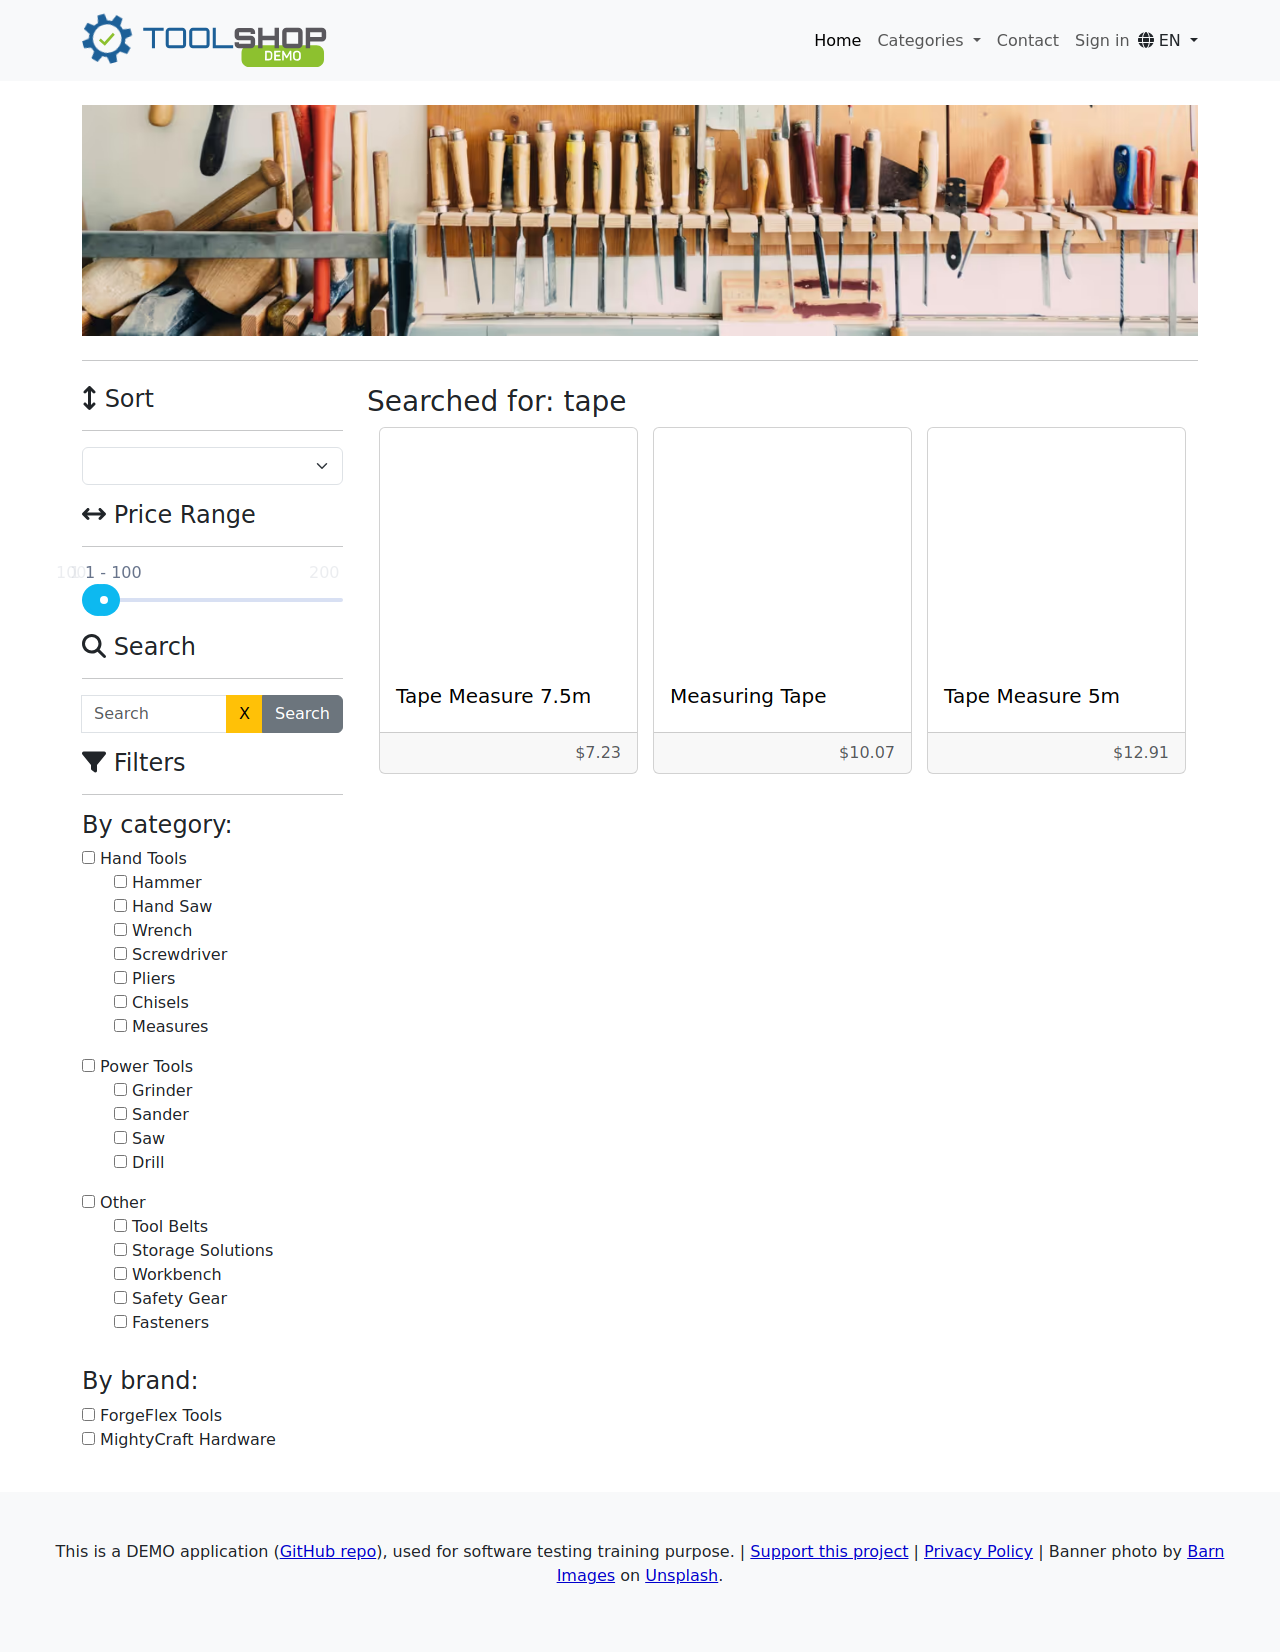 TOOLSHOP
DEMO
Home Categories Contact Sign in EN
Sort
Price Range
100 1 1 - 100 200
Search
Search X Search
Filters
By category:
Hand Tools
Hammer
Hand Saw
Wrench
Screwdriver
Pliers
Chisels
Measures
Power Tools
Grinder
Sander
Saw
Drill
Other
Tool Belts
Storage Solutions
Workbench
Safety Gear
Fasteners
By brand:
ForgeFlex Tools
MightyCraft Hardware
Searched for: tape
Tape Measure 7.5m
$7.23
Measuring Tape
$10.07
Tape Measure 5m
$12.91
This is a DEMO application (GitHub repo), used for software testing training purpose. | Support this project | Privacy Policy | Banner photo by Barn
Images on Unsplash.